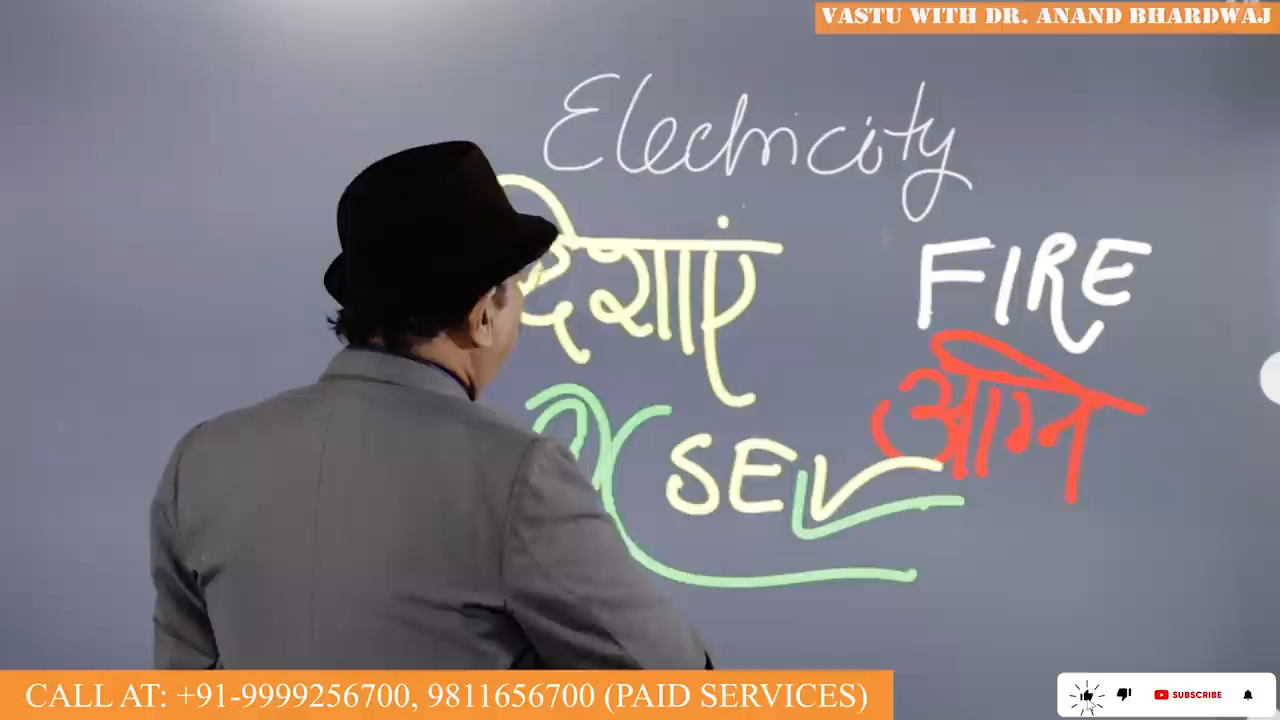 VASTU WITH DR. ANAND BHARDWAJ
Electricity
दिशाएं
FIRE
अग्नि
SE
CALL AT: +91-9999256700, 9811656700 (PAID SERVICES)
SUBSCRIBE